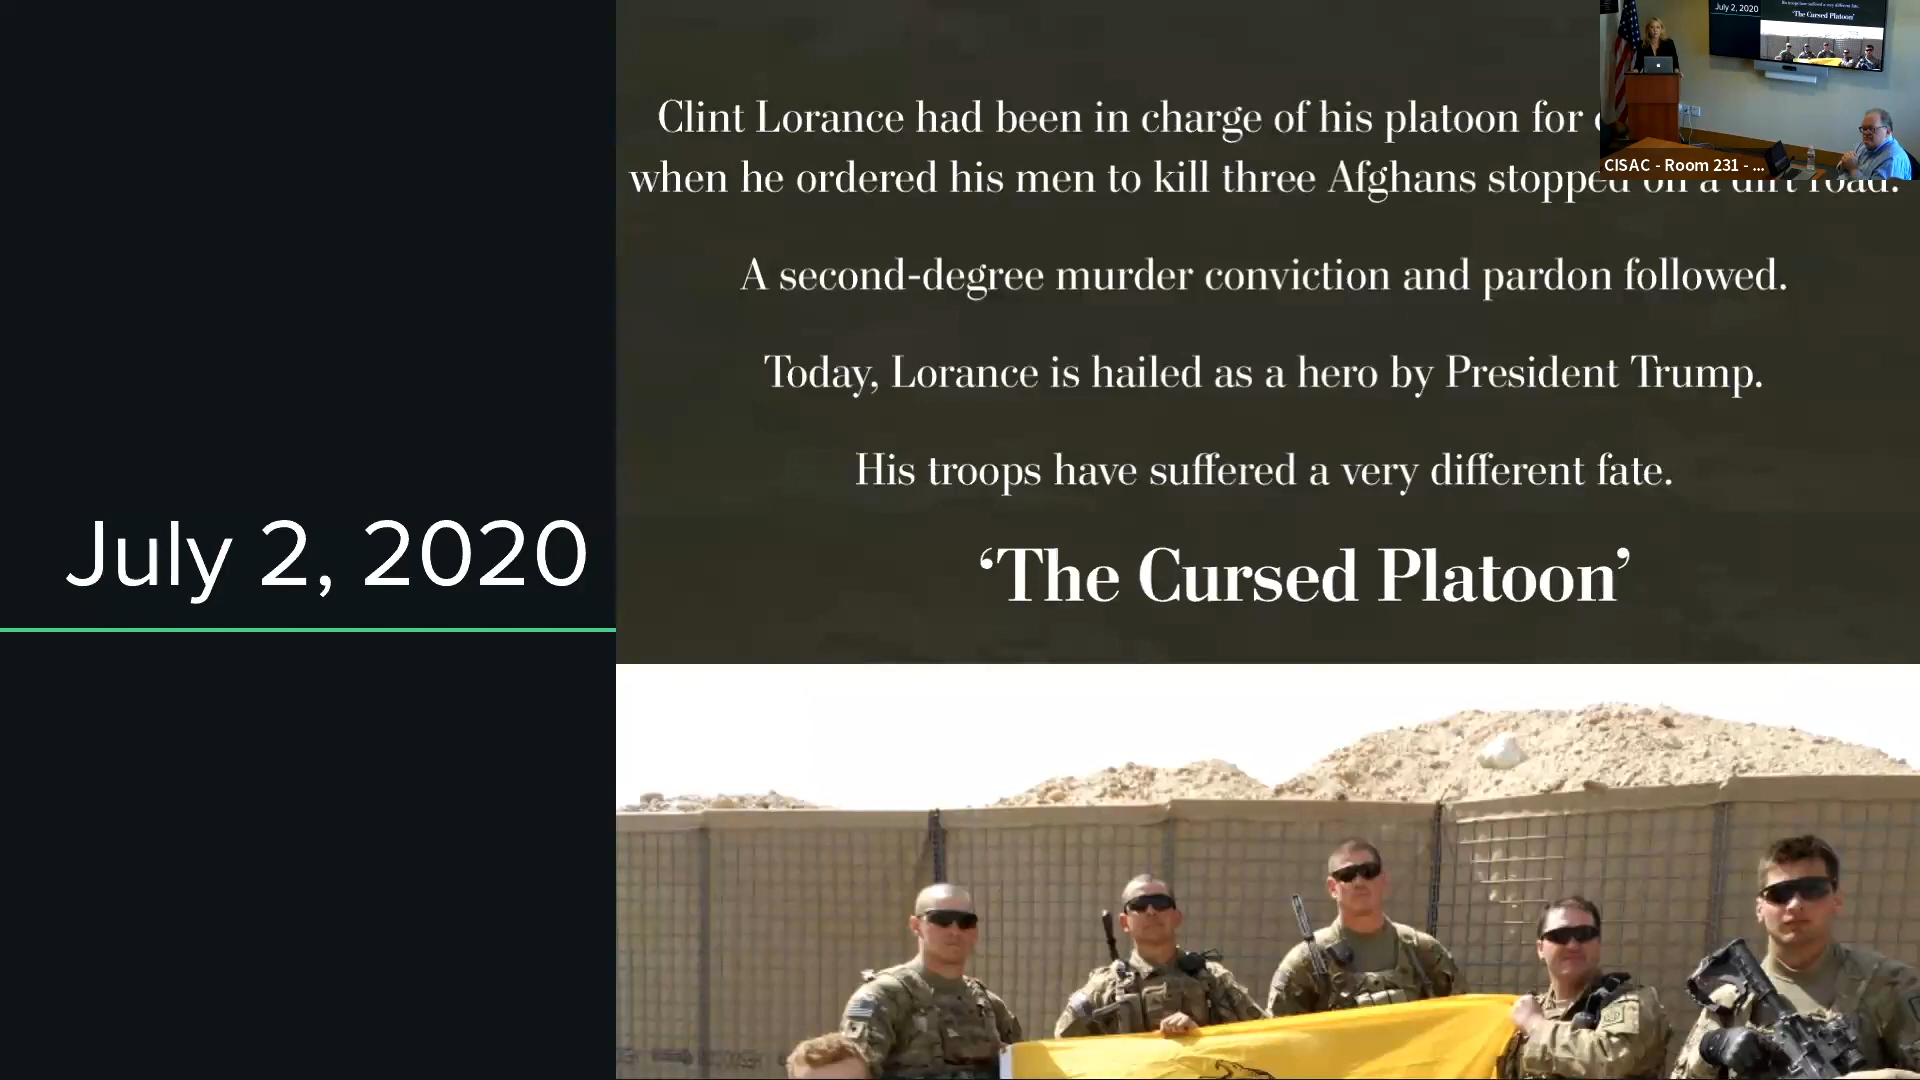 July 2, 2020
Clint Lorance had been in charge of his platoon for
when he ordered his men to kill three Afghans stopped on a dirt road.
A second-degree murder conviction and pardon followed.
Today, Lorance is hailed as a hero by President Trump.
His troops have suffered a very different fate.
‘The Cursed Platoon’
July 2, 2020
‘The Cursed Platoon’
CISAC - Room 231 - ...